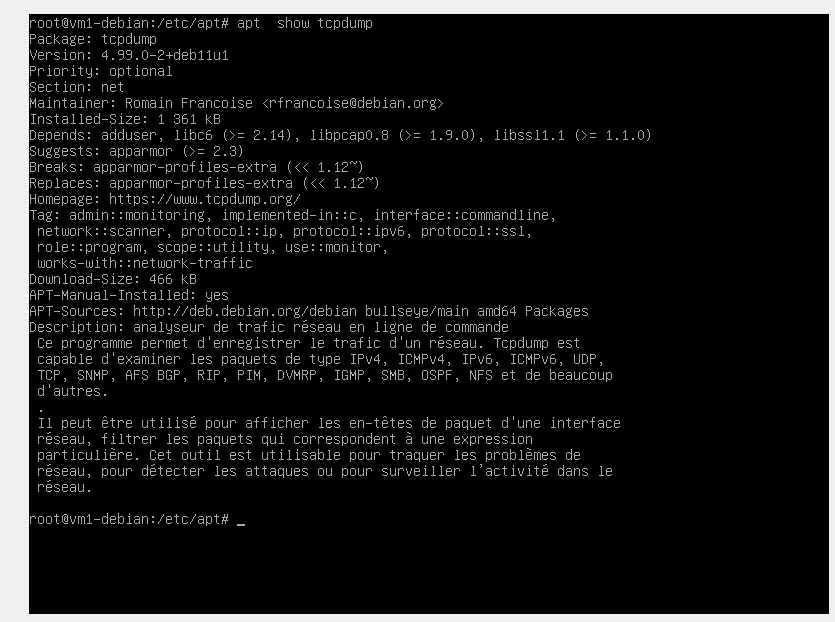 root@vm1-debian:/etc/apt# apt  show tcpdump
Package: tcpdump
Version: 4.99.0-2+deb11u1
Priority: optional
Section: net
Maintainer: Romain Francoise <rfrancoise@debian.org>
Installed-Size: 1 361 kB
Depends: adduser, libc6 (>= 2.14), libpcap0.8 (>= 1.9.0), libssl1.1 (>= 1.1.0)
Suggests: apparmor (>= 2.3)
Breaks: apparmor-profiles-extra (<< 1.12~)
Replaces: apparmor-profiles-extra (<< 1.12~)
Homepage: https://www.tcpdump.org/
Tag: admin::monitoring, implemented-in::c, interface::commandline,
 network::scanner, protocol::ip, protocol::ipv6, protocol::ssl,
 role::program, scope::utility, use::monitor,
 works-with::network-traffic
Download-Size: 466 kB
APT-Manual-Installed: yes
APT-Sources: http://deb.debian.org/debian bullseye/main amd64 Packages
Description: analyseur de trafic réseau en ligne de commande
 Ce programme permet d'enregistrer le trafic d'un réseau. Tcpdump est
 capable d'examiner les paquets de type IPv4, ICMPv4, IPv6, ICMPv6, UDP,
 TCP, SNMP, AFS BGP, RIP, PIM, DVMRP, IGMP, SMB, OSPF, NFS et de beaucoup
 d'autres.
 .
 Il peut être utilisé pour afficher les en-têtes de paquet d'une interface
 réseau, filtrer les paquets qui correspondent à une expression
 particulière. Cet outil est utilisable pour traquer les problèmes de
 réseau, pour détecter les attaques ou pour surveiller l’activité dans le
 réseau.
root@vm1-debian:/etc/apt# _